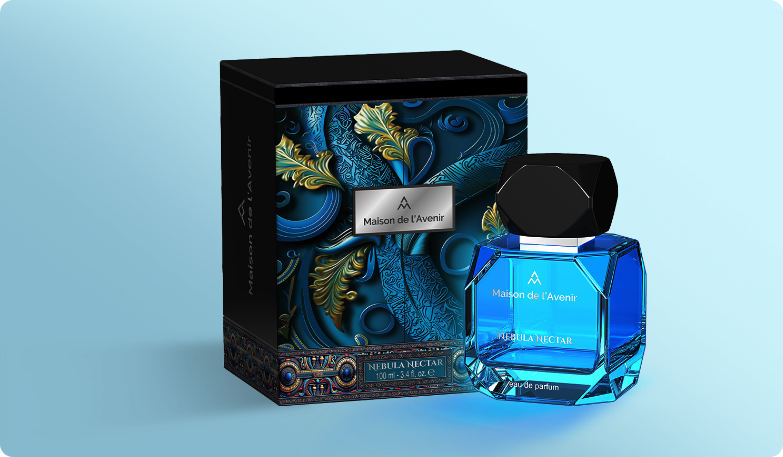 Maison de l'Avenir
Maison de l'Avenir
NEBULA NECTAR
100 ml - 3.4 fl. oz. ℮
Maison de l'Avenir
NEBULA NECTAR
eau de parfum